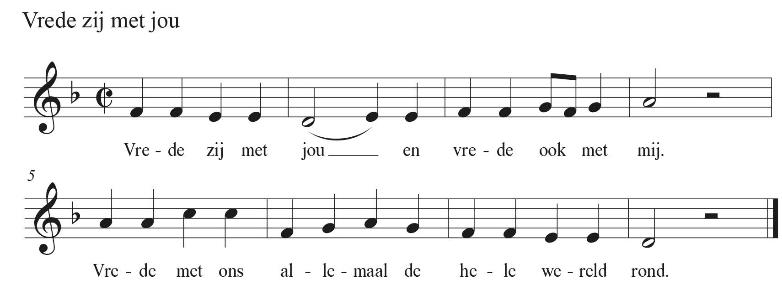 Vrede zij met jou
Vre - de zij met jou en vre - de ook met mij.
5
Vre - de met ons al - le - maal de he - le we - reld rond.